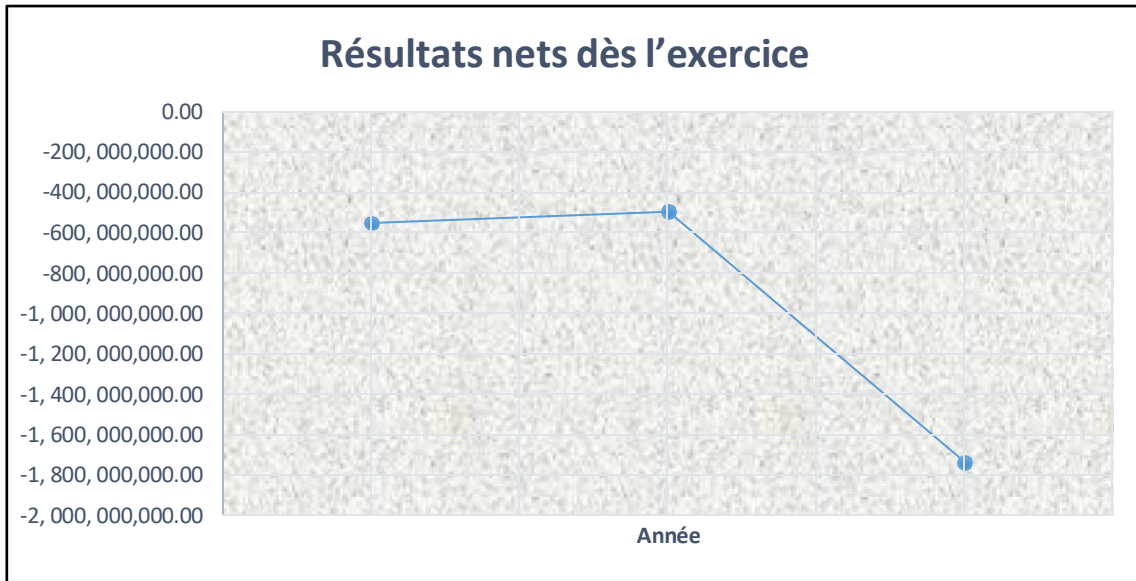 Résultats nets dès l’exercice
0.00
-200, 000,000.00
-400, 000,000.00
-600, 000,000.00
-800, 000,000.00
-1, 000, 000,000.00
-1, 200, 000,000.00
-1, 400, 000,000.00
-1, 600, 000,000.00
-1, 800, 000,000.00
-2, 000, 000,000.00
Année